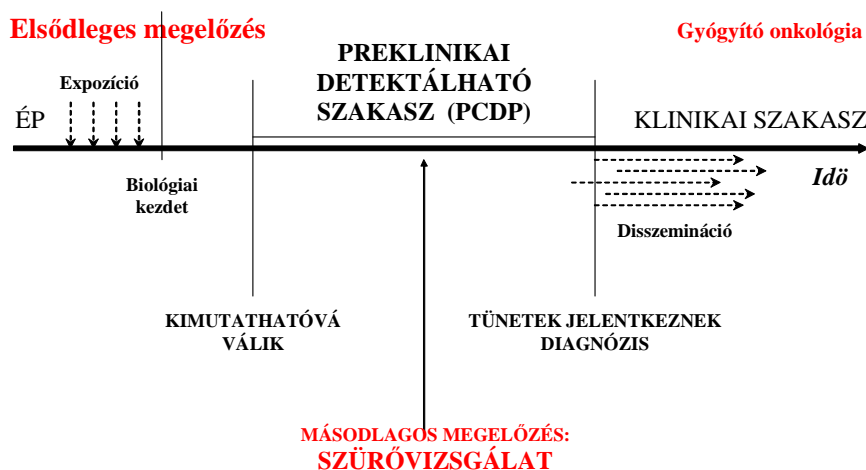 Elsődleges megelőzés
Gyógyító onkológia
PREKLINIKAI
DETEKTÁLHATÓ
SZAKASZ (PCDP)
Expozíció
ÉP
KLINIKAI SZAKASZ
Biológiai
kezdet
Idö
Disszemináció
KIMUTATHATÓVÁ
VÁLIK
TÜNETEK JELENTKEZNEK
DIAGNÓZIS
MÁSODLAGOS MEGELŐZÉS:
SZÜRŐVIZSGÁLAT